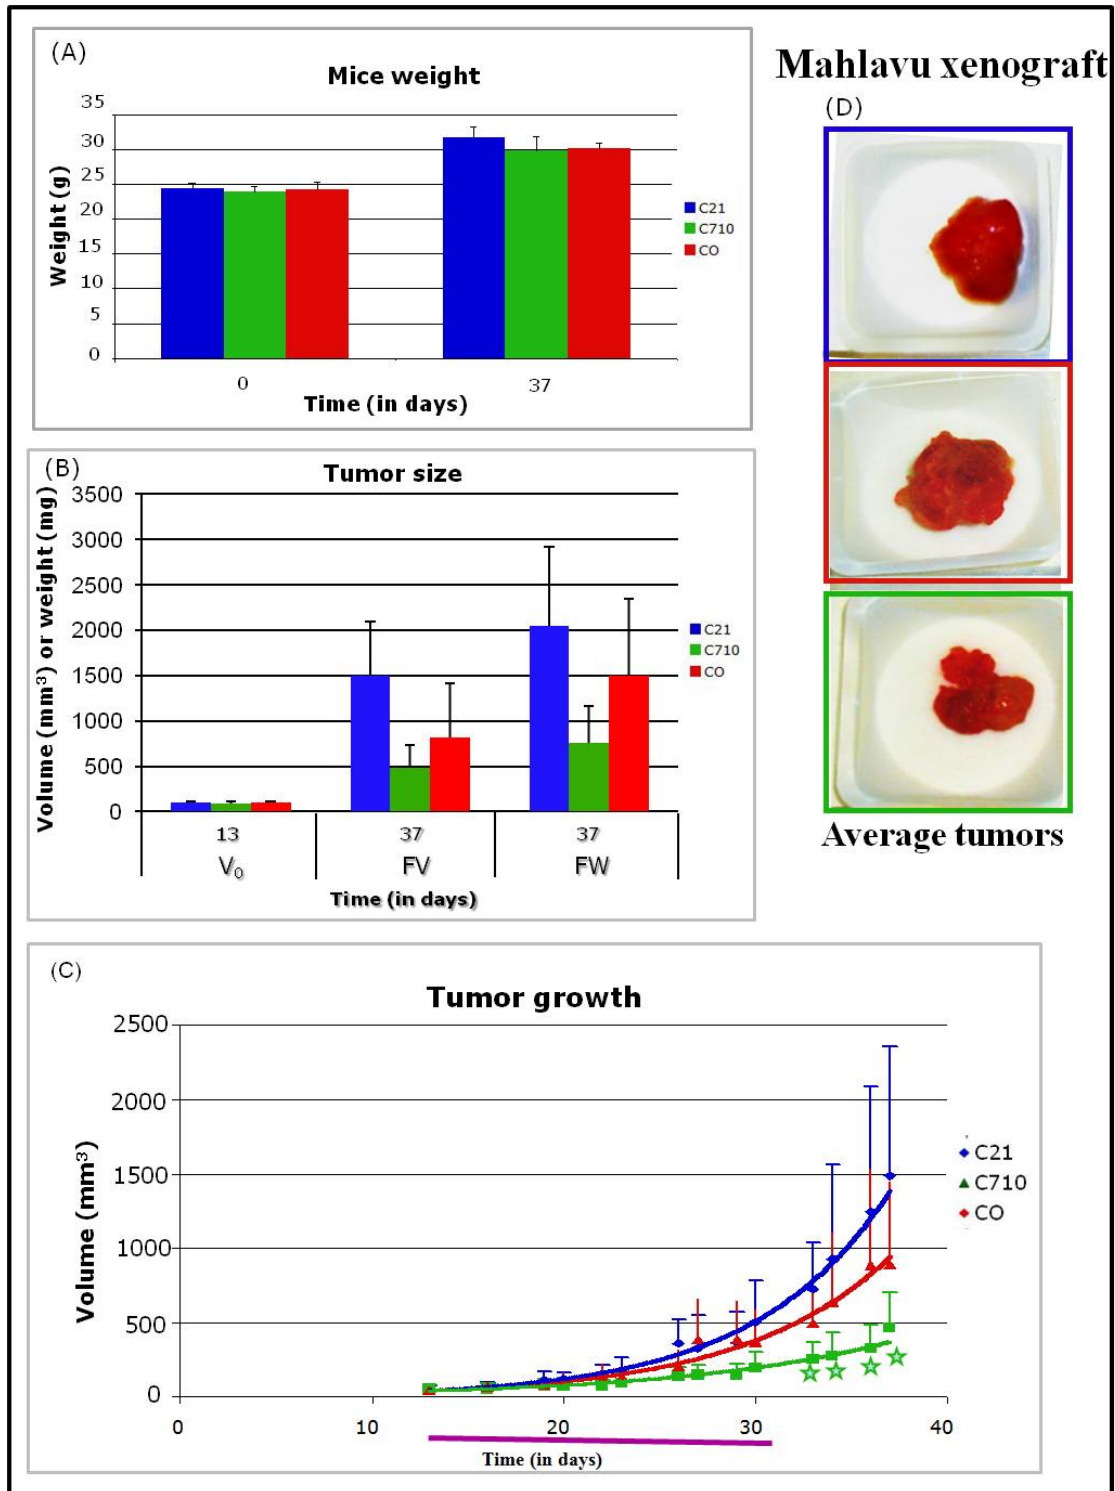 (A)
Mice weight
35
30
25
20
15
10
5
0
Weight (g)
0
37
Time (in days)
C21
C710
CO
Mahlavu xenograft
(D)
Average tumors
(B)
Tumor size
3500
3000
2500
2000
1500
1000
500
0
Volume (mm³) or weight (mg)
13
37
37
V₀
FV
FW
Time (in days)
C21
C710
CO
(C)
Tumor growth
2500
2000
1500
1000
500
0
Volume (mm³)
0
10
20
30
40
Time (in days)
C21
C710
CO